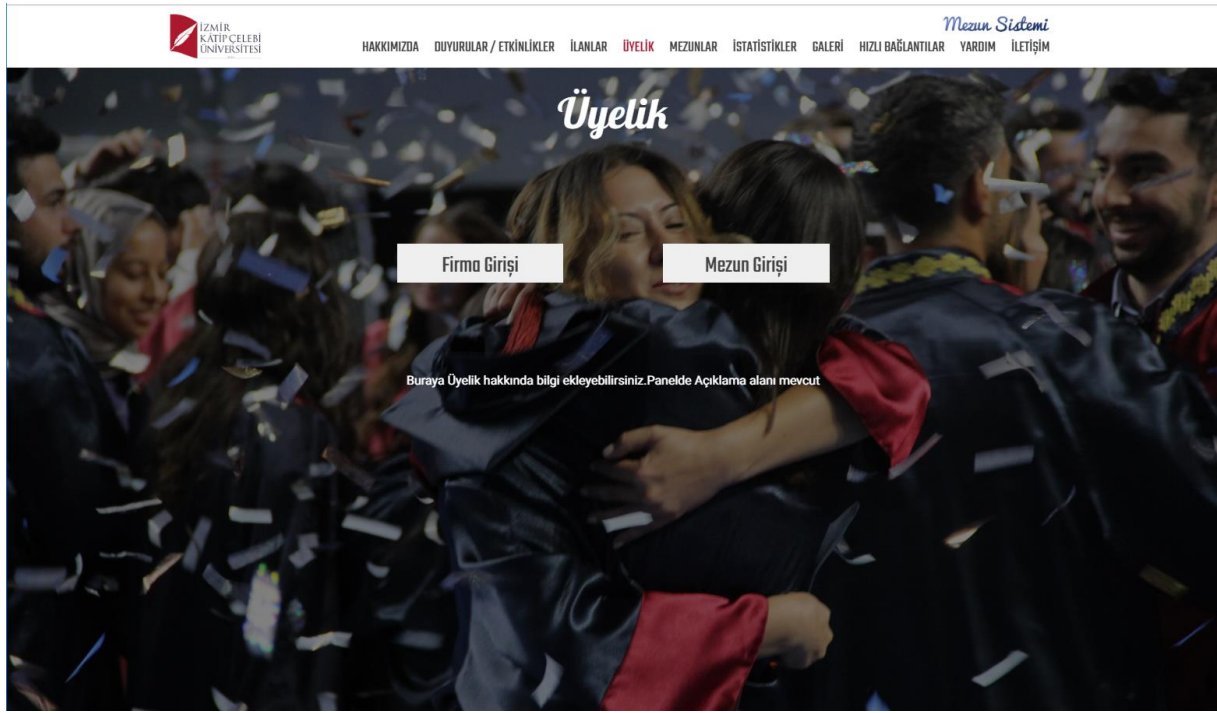 İZMİR
KÂTİP ÇELEBİ
ÜNİVERSİTESİ
Mezun Sistemi
HAKKIMIZDA DUYURULAR / ETKİNLİKLER İLANLAR ÜYELİK MEZUNLAR İSTATİSTİKLER GALERİ HIZLI BAĞLANTILAR YARDIM İLETİŞİM
Üyelik
Firma Girişi Mezun Girişi
Buraya Üyelik hakkında bilgi ekleyebilirsiniz.Panelde Açıklama alanı mevcut